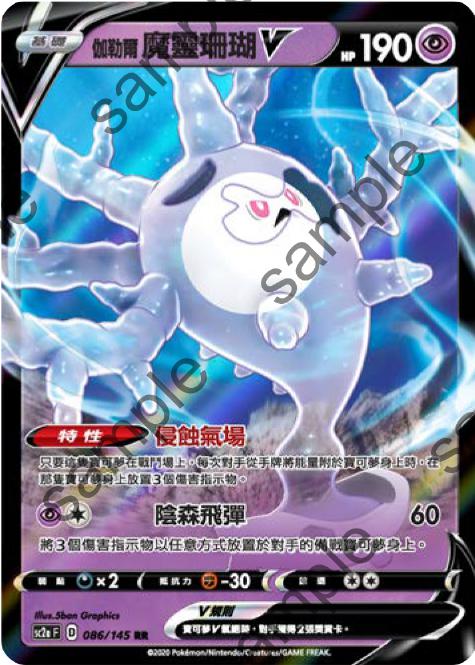 基礎 伽勒爾 魔靈珊瑚V HP 190
sample
sample
sample
sample
sample
sample
特性 侵蝕氣場
只要這隻寶可夢在戰鬥場上，每次對手從手牌將能量附於寶可夢身上時，在
那隻寶可夢身上放置3個傷害指示物。
陰森飛彈 60
將3個傷害指示物以任意方式放置於對手的備戰寶可夢身上。
弱點 ×2 抵抗力 -30 撤退
Illus. 5ban Graphics
sc2a F D 086/145 RR
V規則
寶可夢V氣絕時，對手獲得2張獎賞卡。
©2020 Pokémon/Nintendo/Creatures/GAME FREAK.